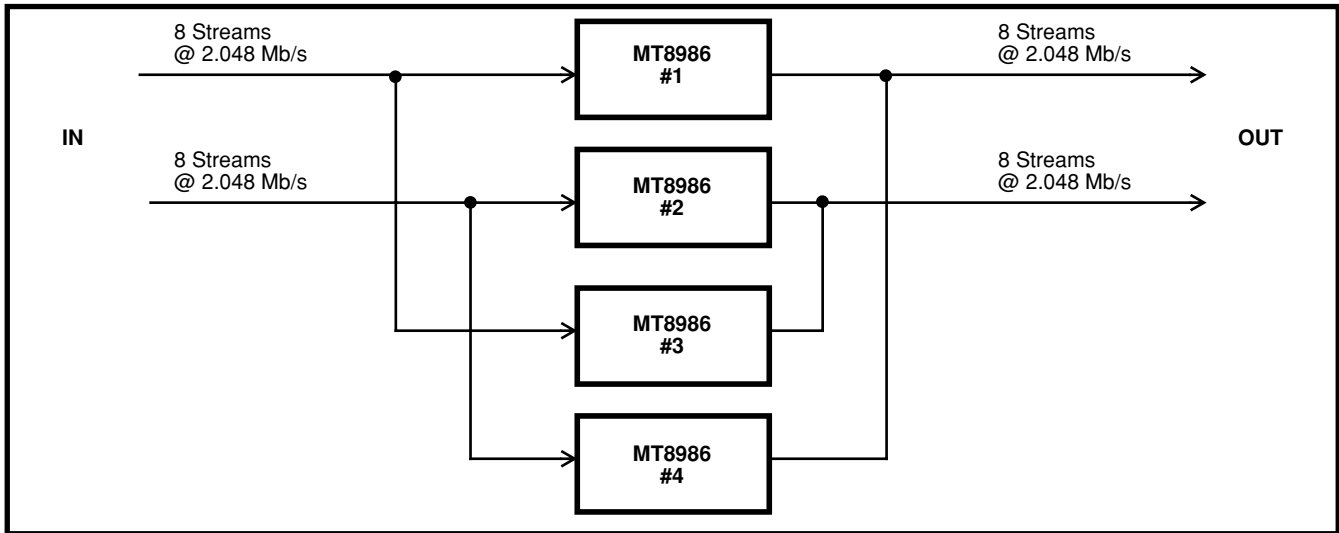 8 Streams
@ 2.048 Mb/s
MT8986
#1
8 Streams
@ 2.048 Mb/s
IN
OUT
8 Streams
@ 2.048 Mb/s
MT8986
#2
8 Streams
@ 2.048 Mb/s
MT8986
#3
MT8986
#4